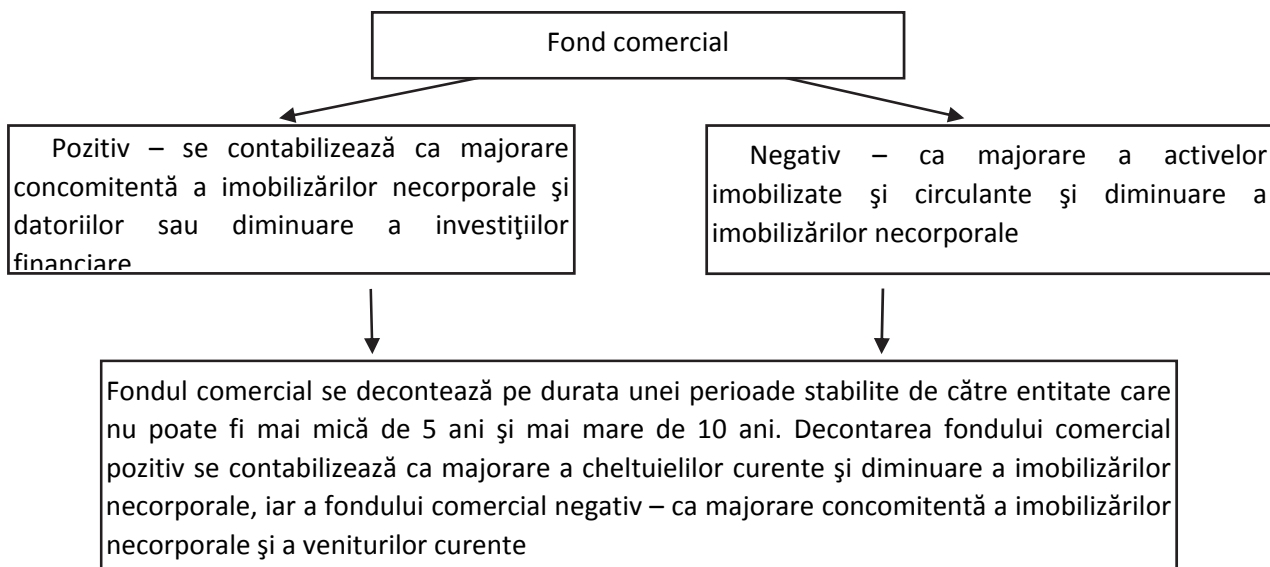 Fond comercial
Pozitiv – se contabilizează ca majorare
concomitentă a imobilizărilor necorporale şi
datoriilor sau diminuare a investiţiilor
financiare
Negativ – ca majorare a activelor
imobilizate şi circulante şi diminuare a
imobilizărilor necorporale
Fondul comercial se decontează pe durata unei perioade stabilite de către entitate care
nu poate fi mai mică de 5 ani şi mai mare de 10 ani. Decontarea fondului comercial
pozitiv se contabilizează ca majorare a cheltuielilor curente şi diminuare a imobilizărilor
necorporale, iar a fondului comercial negativ – ca majorare concomitentă a imobilizărilor
necorporale şi a veniturilor curente